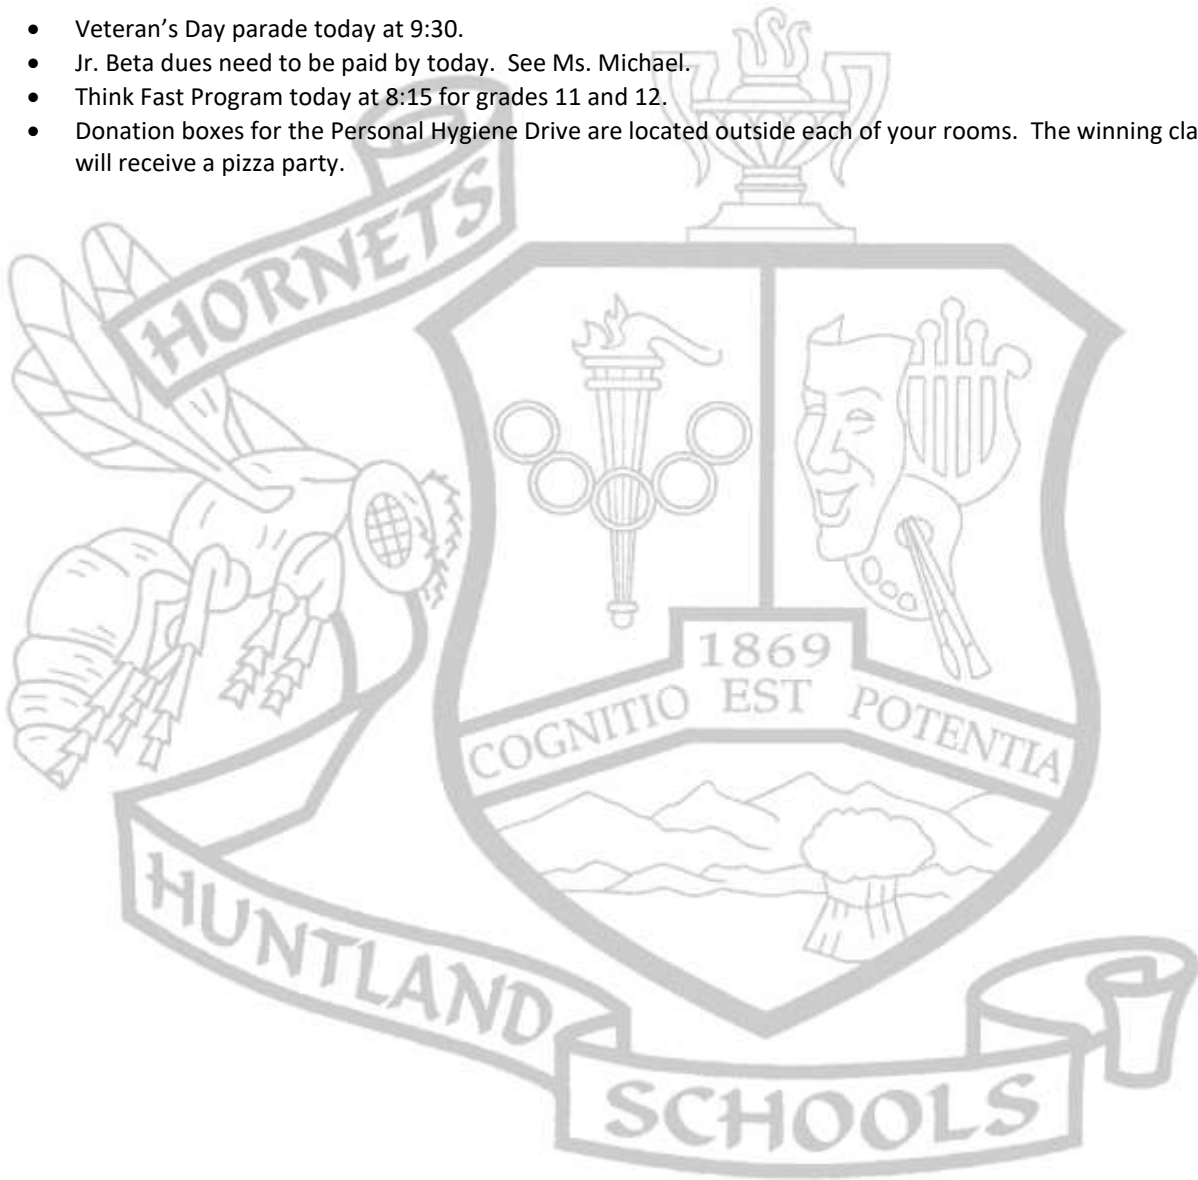 • Veteran’s Day parade today at 9:30.
• Jr. Beta dues need to be paid by today.  See Ms. Michael.
• Think Fast Program today at 8:15 for grades 11 and 12.
• Donation boxes for the Personal Hygiene Drive are located outside each of your rooms.  The winning cla
will receive a pizza party.
HORNETS
1869
COGNITIO EST POTENTIA
HUNTLAND
SCHOOLS